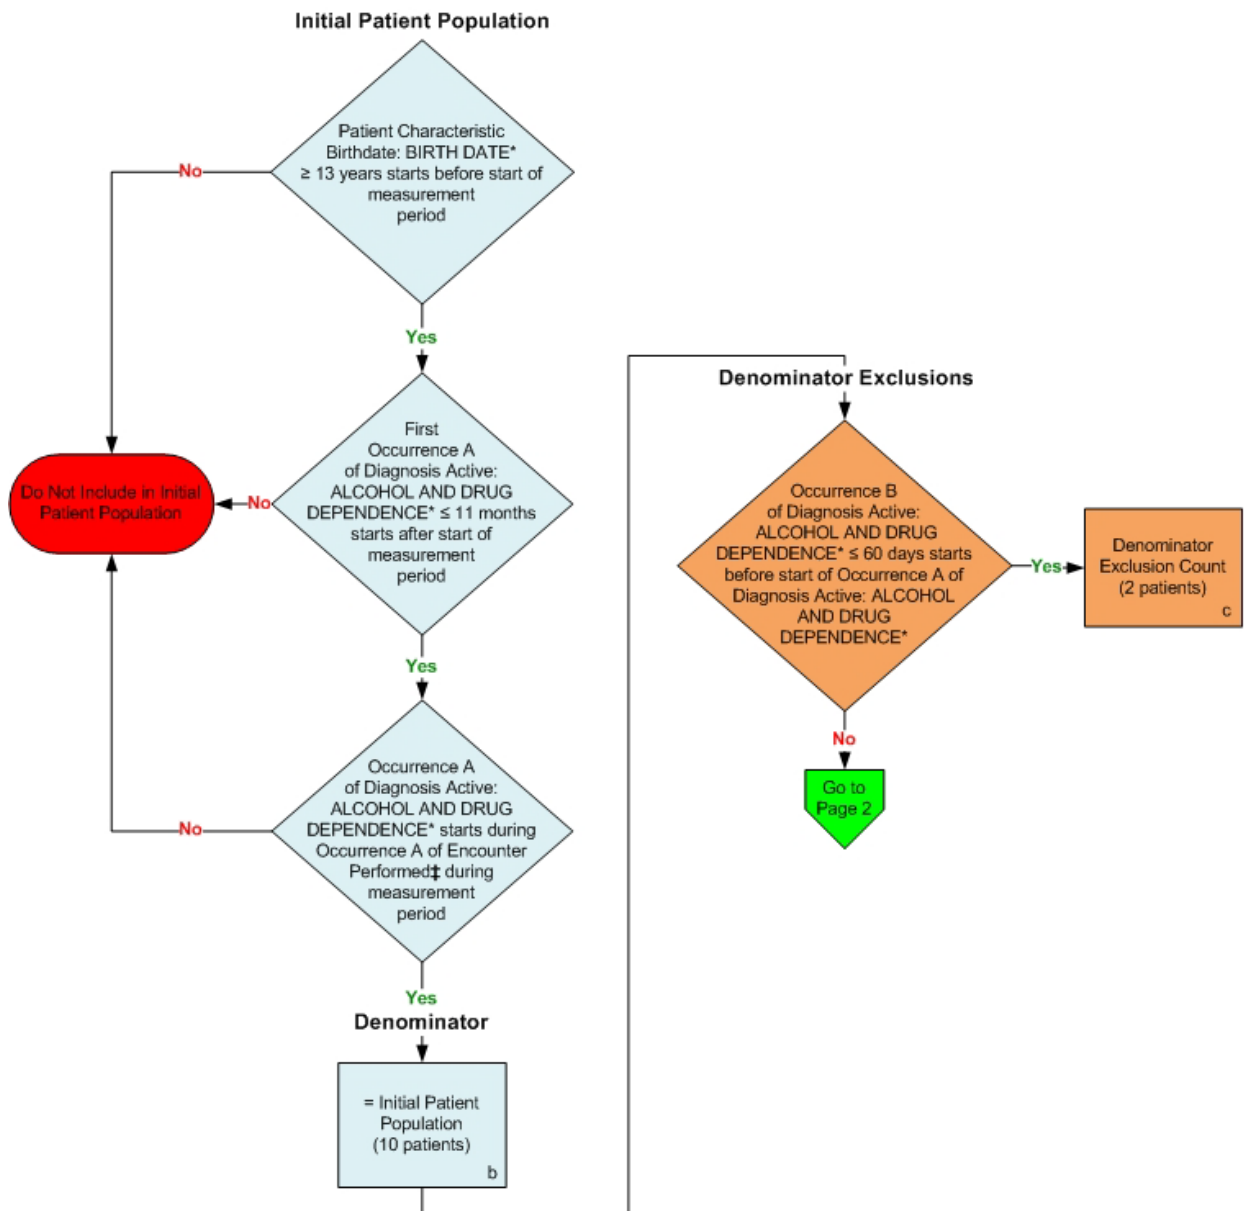 Initial Patient Population
Patient Characteristic
Birthdate: BIRTH DATE*
≥ 13 years starts before start of
measurement
period
No
Yes
First
Occurrence A
of Diagnosis Active:
ALCOHOL AND DRUG
DEPENDENCE* ≤ 11 months
starts after start of
measurement
period
No
Do Not Include in Initial
Patient Population
Yes
Occurrence A
of Diagnosis Active:
ALCOHOL AND DRUG
DEPENDENCE* starts during
Occurrence A of Encounter
Performed‡ during
measurement
period
No
Yes
Denominator
= Initial Patient
Population
(10 patients)
b
Denominator Exclusions
Occurrence B
of Diagnosis Active:
ALCOHOL AND DRUG
DEPENDENCE* ≤ 60 days starts
before start of Occurrence A of
Diagnosis Active: ALCOHOL
AND DRUG
DEPENDENCE*
Yes
Denominator
Exclusion Count
(2 patients)
c
No
Go to
Page 2